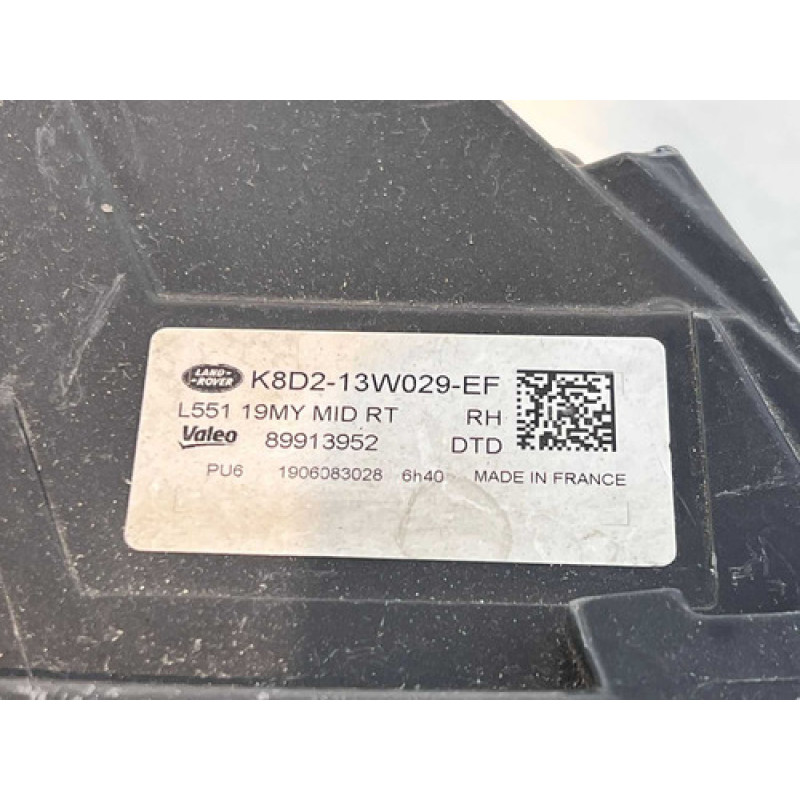 LAND ROVER K8D2-13W029-EF
L551 19MY MID RT RH
Valeo 89913952 DTD
PU6 1906083028 6h40 MADE IN FRANCE